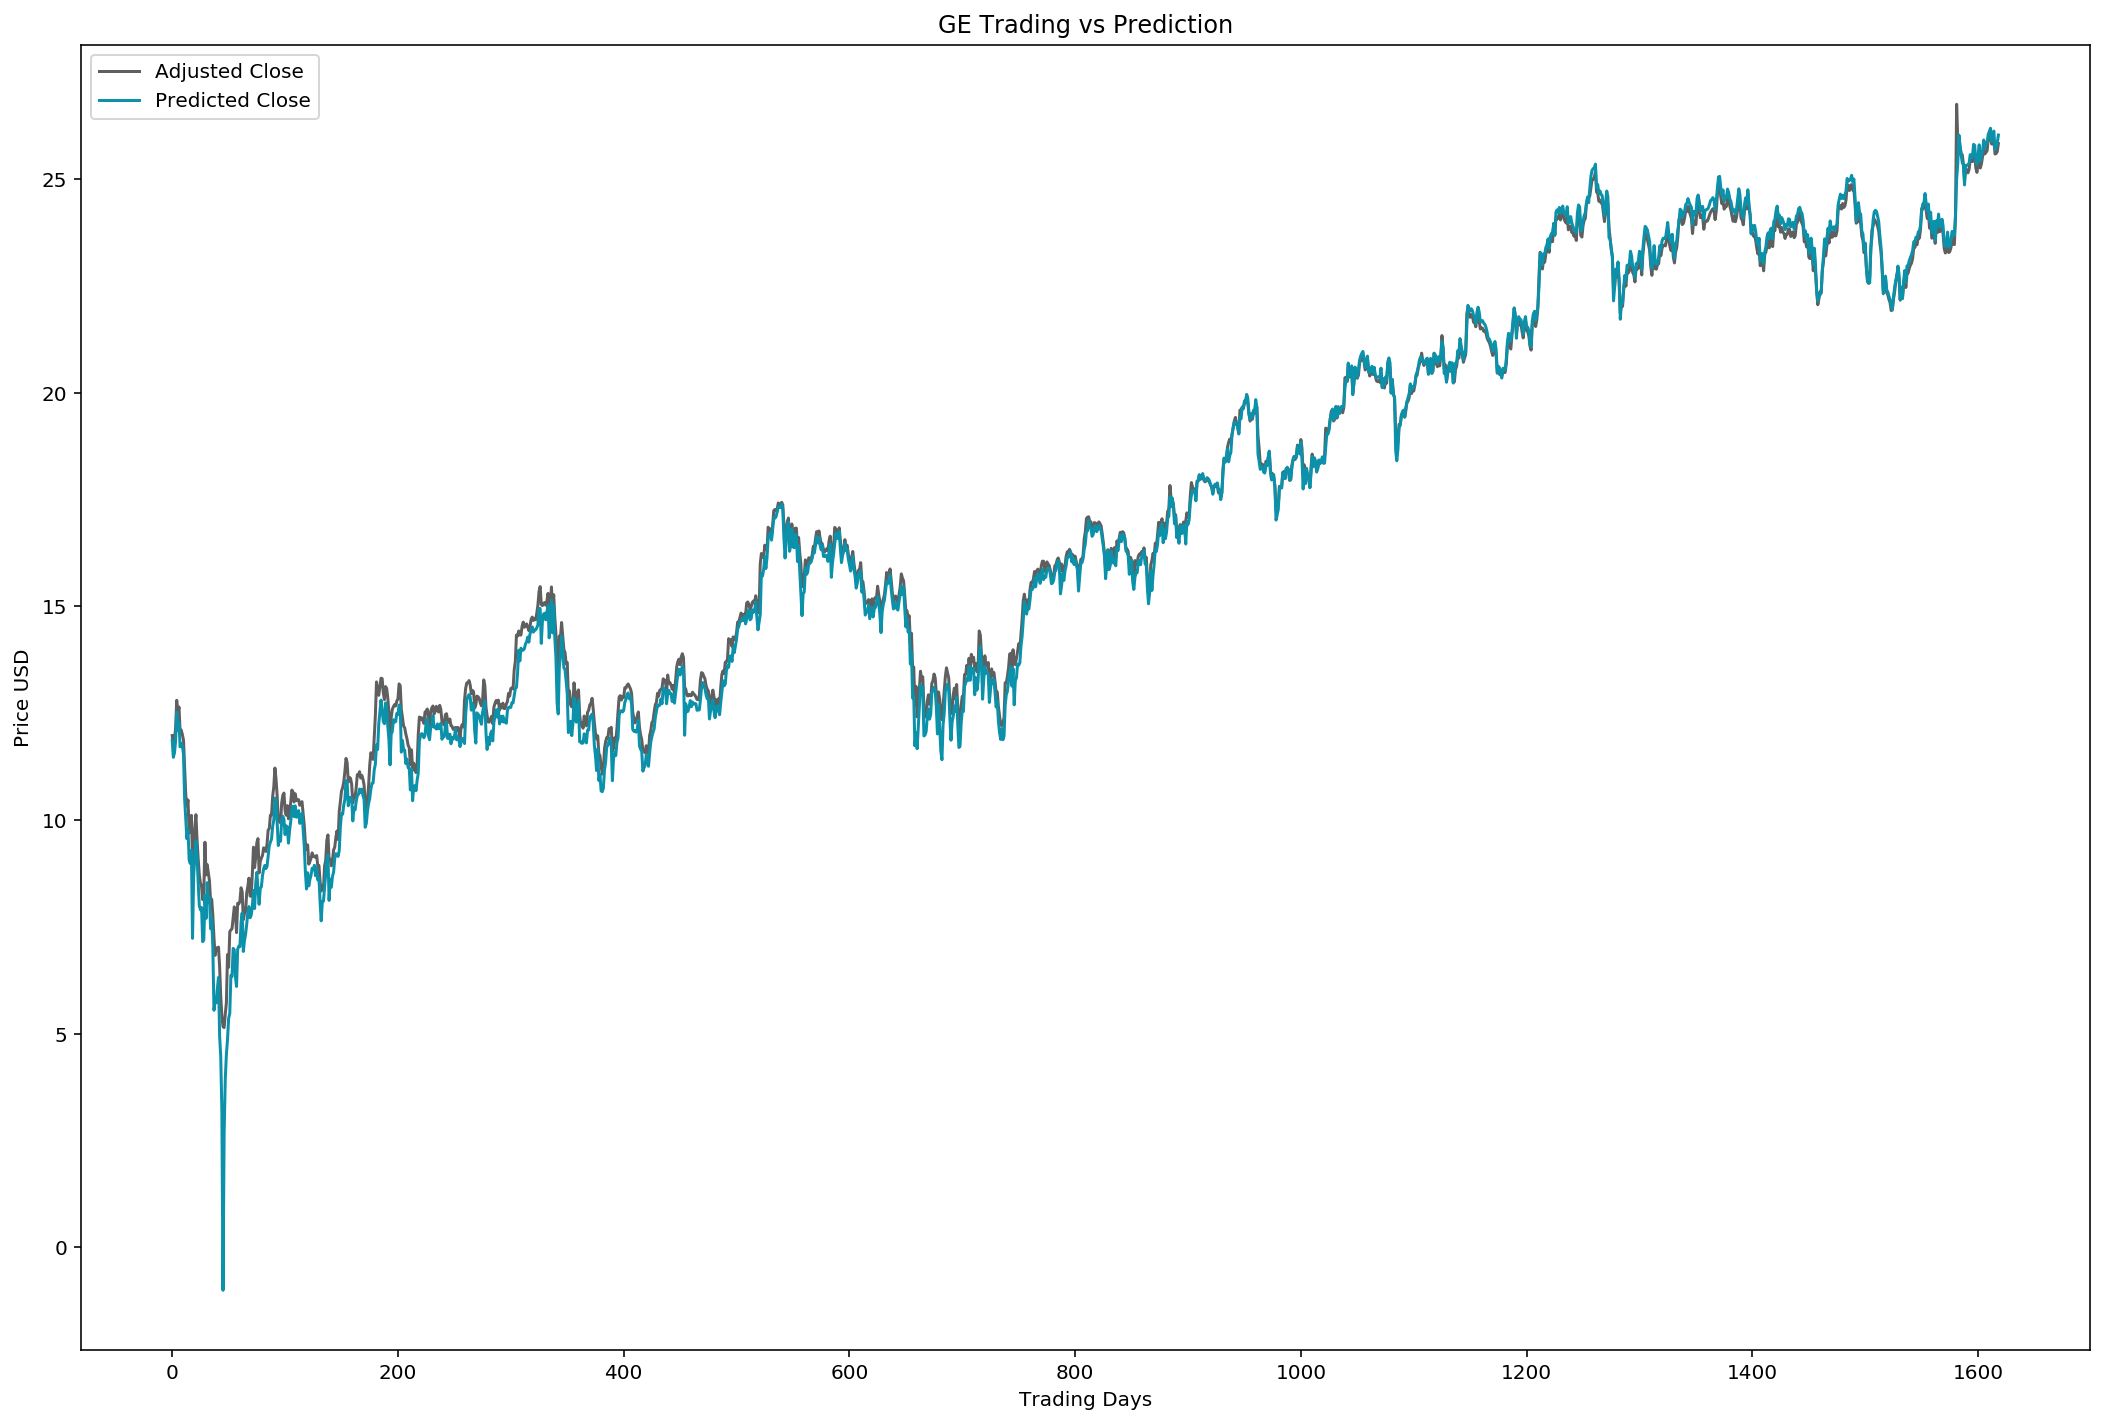 GE Trading vs Prediction
Adjusted Close
Predicted Close
Price USD
25
20
15
10
5
0
0 200 400 600 800 1000 1200 1400 1600
Trading Days